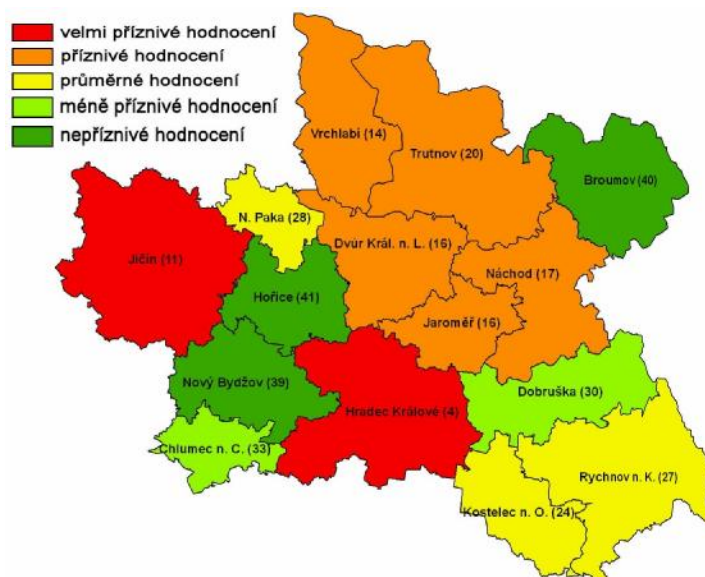 velmi příznivé hodnocení
příznivé hodnocení
průměrné hodnocení
méně příznivé hodnocení
nepříznivé hodnocení
Vrchlabí (14)
Trutnov (20)
Broumov (40)
N. Paka (28)
Dvůr Král. n. L. (16)
Jičín (11)
Náchod (17)
Hořice (41)
Jaroměř (16)
Nový Bydžov (39)
Dobruška (30)
Hradec Králové (4)
Chlumec n. C. (33)
Rychnov n. K. (27)
Kostelec n. O. (24)